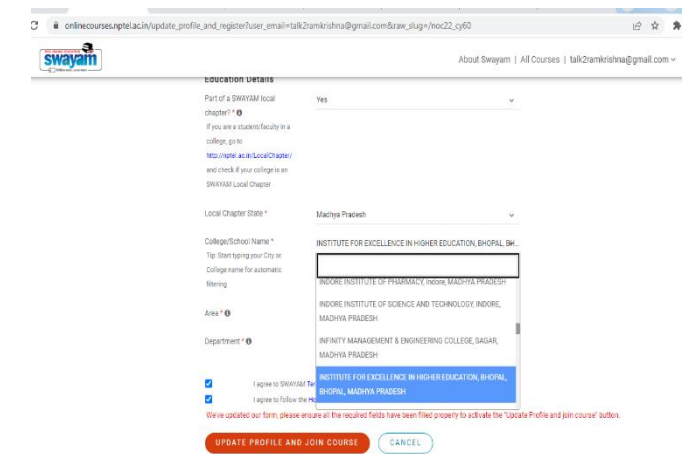 onlinecourses.nptel.ac.in/update_profile_and_register?user_email=talk2ramkrishna@gmail.com&raw_slug=/noc22_cy60
swayam
About Swayam | All Courses | talk2ramkrishna@gmail.com
Education Details
Part of a SWAYAM local
chapter? *
Yes
If you are a student/faculty in a
college, go to
http://nptel.ac.in/LocalChapter/
and check if your college is an
SWAYAM Local Chapter
Local Chapter State *
Madhya Pradesh
College/School Name *
INSTITUTE FOR EXCELLENCE IN HIGHER EDUCATION, BHOPAL, BH...
Tip: Start typing your City or
College name for automatic
filtering
INDORE INSTITUTE OF PHARMACY, Indore, MADHYA PRADESH
INDORE INSTITUTE OF SCIENCE AND TECHNOLOGY, INDORE,
MADHYA PRADESH
Area *
Department *
INFINITY MANAGEMENT & ENGINEERING COLLEGE, SAGAR,
MADHYA PRADESH
INSTITUTE FOR EXCELLENCE IN HIGHER EDUCATION, BHOPAL,
BHOPAL, MADHYA PRADESH
I agree to SWAYAM Ter
I agree to follow the Ho
We've updated our form, please ensure all the required fields have been filled properly to activate the "Update Profile and join course" button.
UPDATE PROFILE AND JOIN COURSE
CANCEL